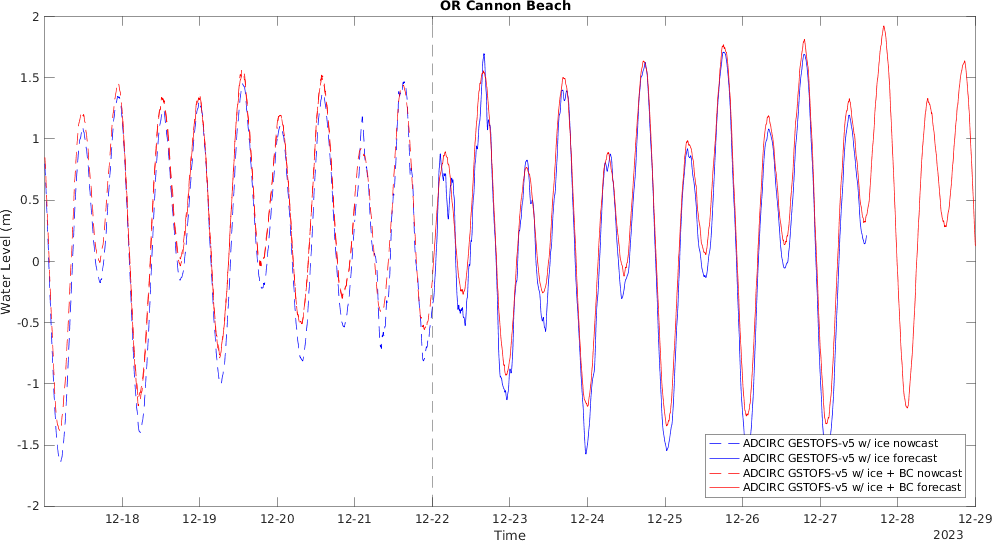 OR Cannon Beach
2
1.5
1
0.5
0
-0.5
-1
-1.5
-2
Water Level (m)
12-18 12-19 12-20 12-21 12-22 12-23 12-24 12-25 12-26 12-27 12-28 12-29
Time
2023
ADCIRC GESTOFS-v5 w/ ice nowcast
ADCIRC GESTOFS-v5 w/ ice forecast
ADCIRC GSTOFS-v5 w/ ice + BC nowcast
ADCIRC GSTOFS-v5 w/ ice + BC forecast